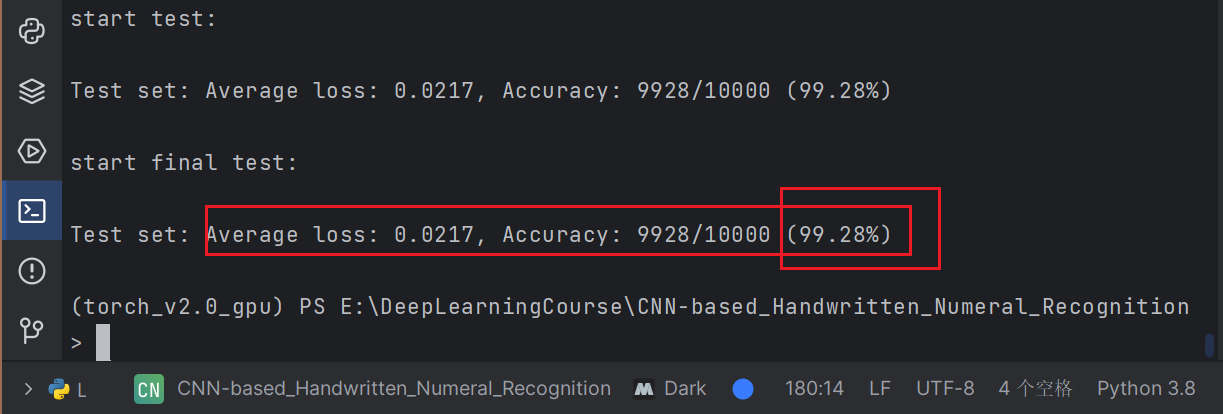 start test:
Test set: Average loss: 0.0217, Accuracy: 9928/10000 (99.28%)
start final test:
Test set: Average loss: 0.0217, Accuracy: 9928/10000 (99.28%)
(torch_v2.0_gpu) PS E:\DeepLearningCourse\CNN-based_Handwritten_Numeral_Recognition
>
> L CN CNN-based_Handwritten_Numeral_Recognition Dark 180:14 LF UTF-8 4 个空格 Python 3.8